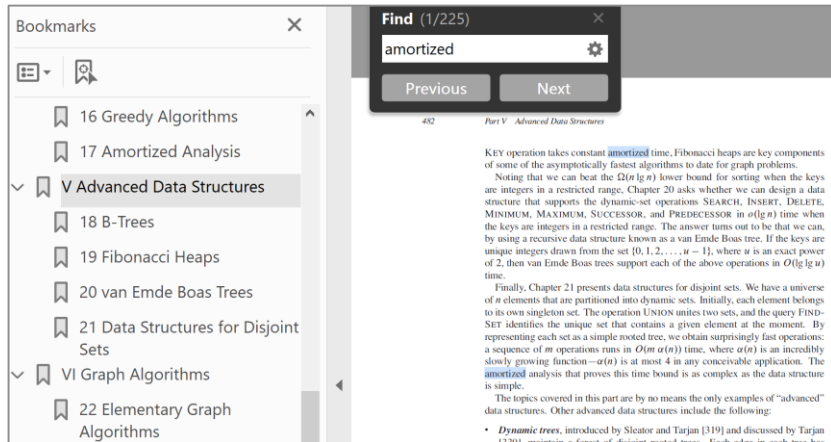 Bookmarks
16 Greedy Algorithms
17 Amortized Analysis
V Advanced Data Structures
18 B-Trees
19 Fibonacci Heaps
20 van Emde Boas Trees
21 Data Structures for Disjoint
Sets
VI Graph Algorithms
22 Elementary Graph
Algorithms
Find (1/225)
amortized
Previous
Next
482 Part V Advanced Data Structures
KEY operation takes constant amortized time, Fibonacci heaps are key components
of some of the asymptotically fastest algorithms to date for graph problems.
Noting that we can beat the Ω(n lg n) lower bound for sorting when the keys
are integers in a restricted range, Chapter 20 asks whether we can design a data
structure that supports the dynamic-set operations SEARCH, INSERT, DELETE,
MINIMUM, MAXIMUM, SUCCESSOR, and PREDECESSOR in o(lg n) time when
the keys are integers in a restricted range. The answer turns out to be that we can,
by using a recursive data structure known as a van Emde Boas tree. If the keys are
unique integers drawn from the set {0, 1, 2, . . . , u − 1}, where u is an exact power
of 2, then van Emde Boas trees support each of the above operations in O(lg lg u)
time.
Finally, Chapter 21 presents data structures for disjoint sets. We have a universe
of n elements that are partitioned into dynamic sets. Initially, each element belongs
to its own singleton set. The operation UNION unites two sets, and the query FIND-
SET identifies the unique set that contains a given element at the moment. By
representing each set as a simple rooted tree, we obtain surprisingly fast operations:
a sequence of m operations runs in O(m α(n)) time, where α(n) is an incredibly
slowly growing function—α(n) is at most 4 in any conceivable application. The
amortized analysis that proves this time bound is as complex as the data structure
is simple.
The topics covered in this part are by no means the only examples of “advanced”
data structures. Other advanced data structures include the following:
• Dynamic trees, introduced by Sleator and Tarjan [319] and discussed by Tarjan